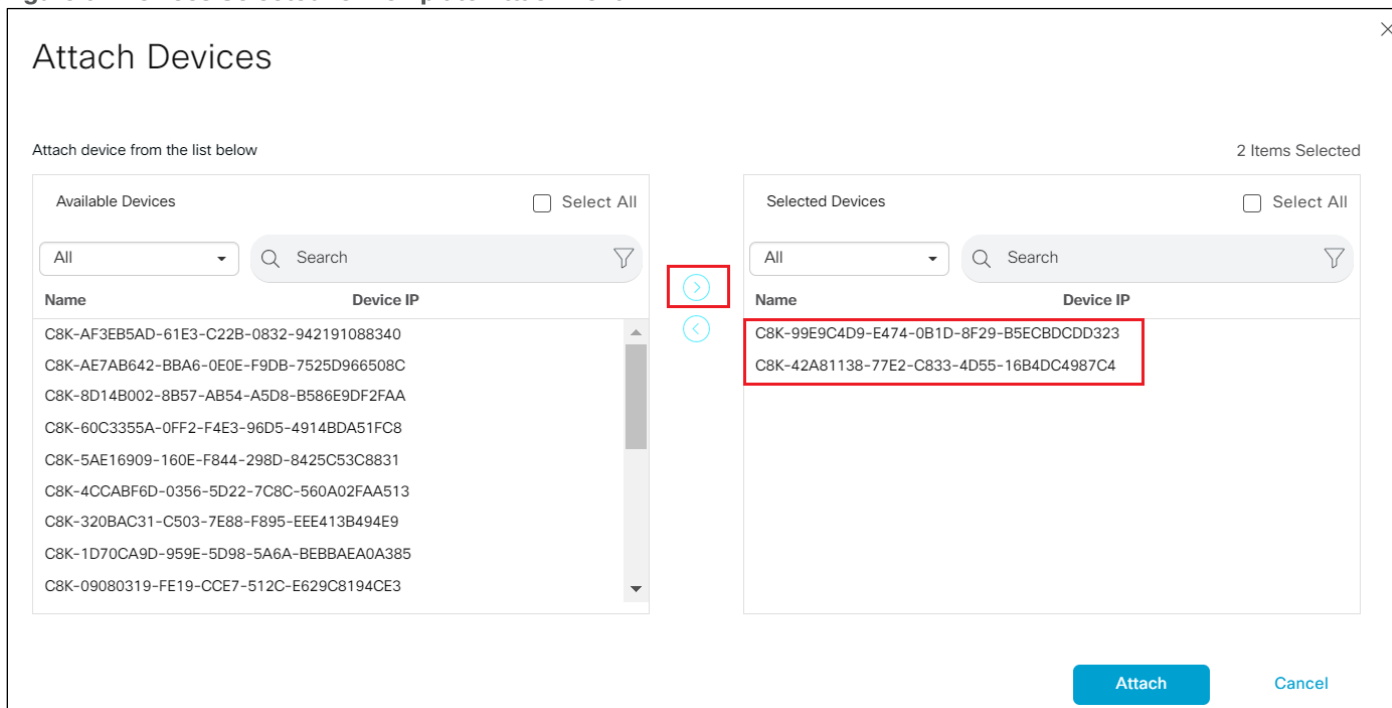 Attach Devices
Attach device from the list below
2 Items Selected
Available Devices
Select All
All
Search
Name Device IP
C8K-AF3EB5AD-61E3-C22B-0832-942191088340
C8K-AE7AB642-BBA6-0E0E-F9DB-7525D966508C
C8K-8D14B002-8B57-AB54-A5D8-B586E9DF2FAA
C8K-60C3355A-0FF2-F4E3-96D5-4914BDA51FC8
C8K-5AE16909-160E-F844-298D-8425C53C8831
C8K-4CCABF6D-0356-5D22-7C8C-560A02FAA513
C8K-320BAC31-C503-7E88-F895-EEE413B494E9
C8K-1D70CA9D-959E-5D98-5A6A-BEBBAEA0A385
C8K-09080319-FE19-CCE7-512C-E629C8194CE3
Selected Devices
Select All
All
Search
Name Device IP
C8K-99E9C4D9-E474-0B1D-8F29-B5ECBDCDD323
C8K-42A81138-77E2-C833-4D55-16B4DC4987C4
Attach
Cancel